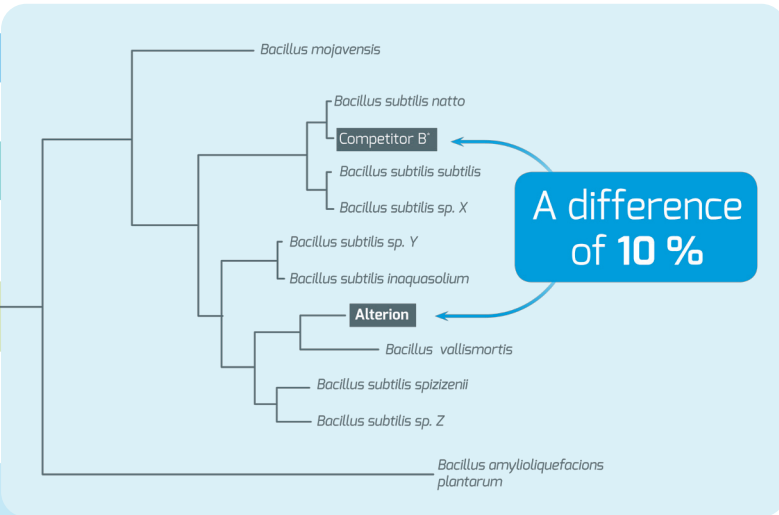 Bacillus mojavensis
Bacillus subtilis natto
Competitor B*
Bacillus subtilis subtilis
Bacillus subtilis sp. X
A difference
of 10 %
Bacillus subtilis sp. Y
Bacillus subtilis inaquasolium
Alterion
Bacillus vallismortis
Bacillus subtilis spizizenii
Bacillus subtilis sp. Z
Bacillus amylioliquefacions
plantarum